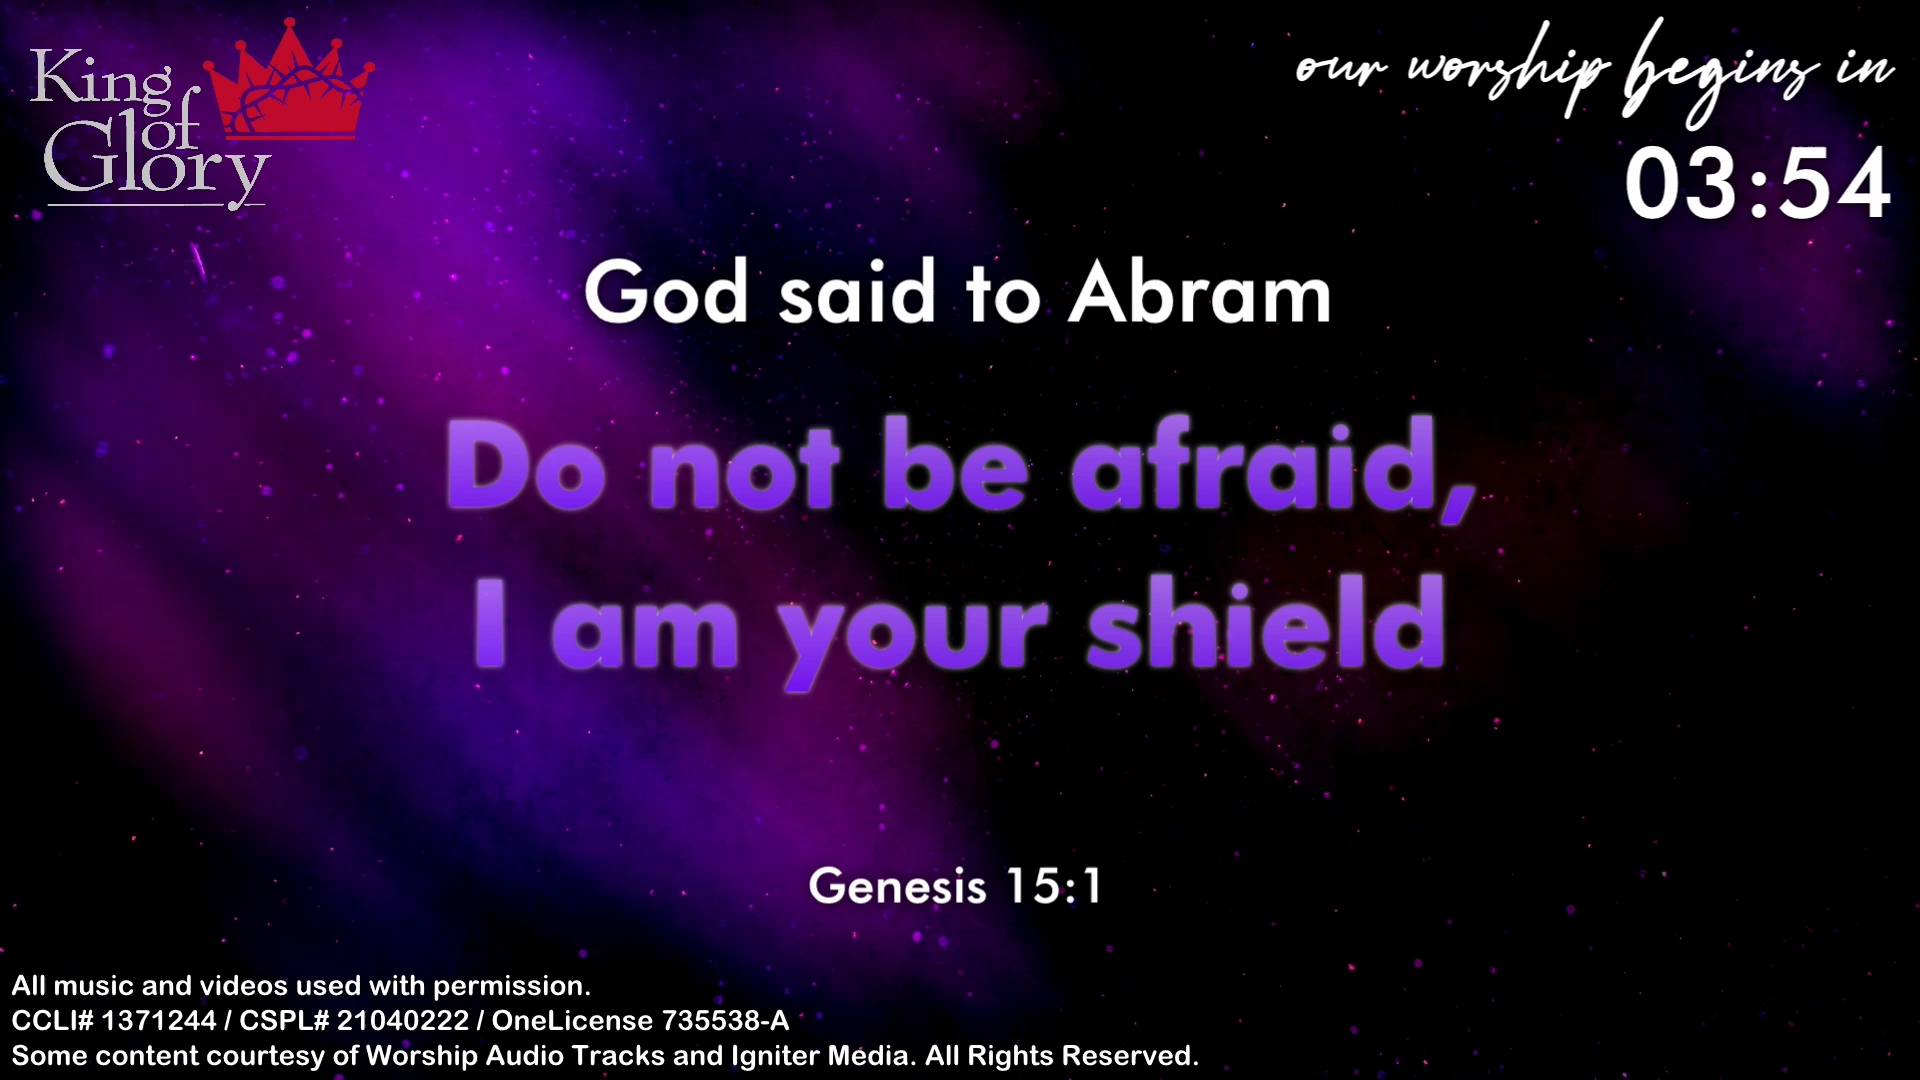 King
of
Glory
our worship begins in
03:54
God said to Abram
Do not be afraid,
I am your shield
Genesis 15:1
All music and videos used with permission.
CCLI# 1371244 / CSPL# 21040222 / OneLicense 735538-A
Some content courtesy of Worship Audio Tracks and Igniter Media. All Rights Reserved.